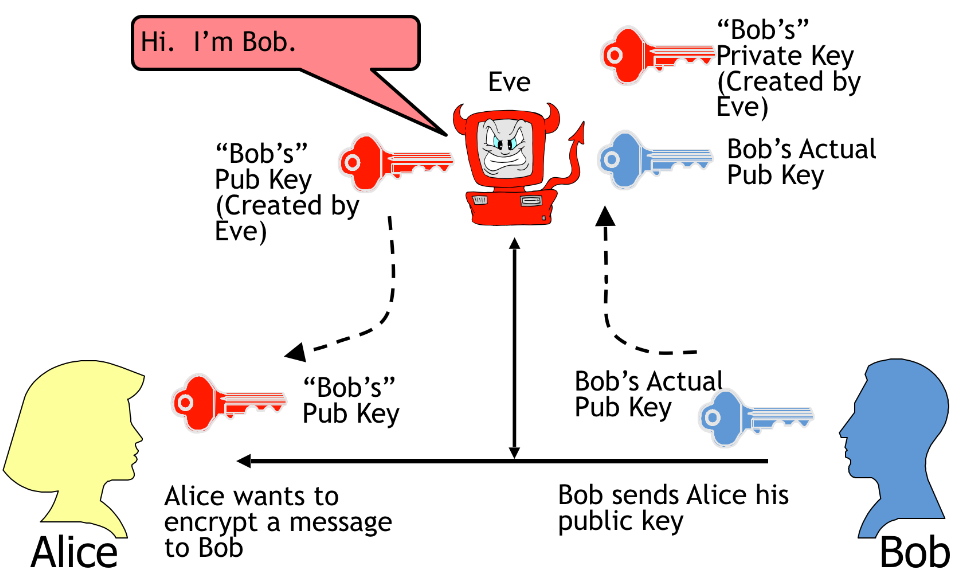 Hi.  I’m Bob.
“Bob’s”
Private Key
(Created by
Eve)
Eve
“Bob’s”
Pub Key
(Created by
Eve)
Bob’s Actual
Pub Key
“Bob’s”
Pub Key
Bob’s Actual
Pub Key
Alice wants to
encrypt a message
to Bob
Bob sends Alice his
public key
Alice
Bob